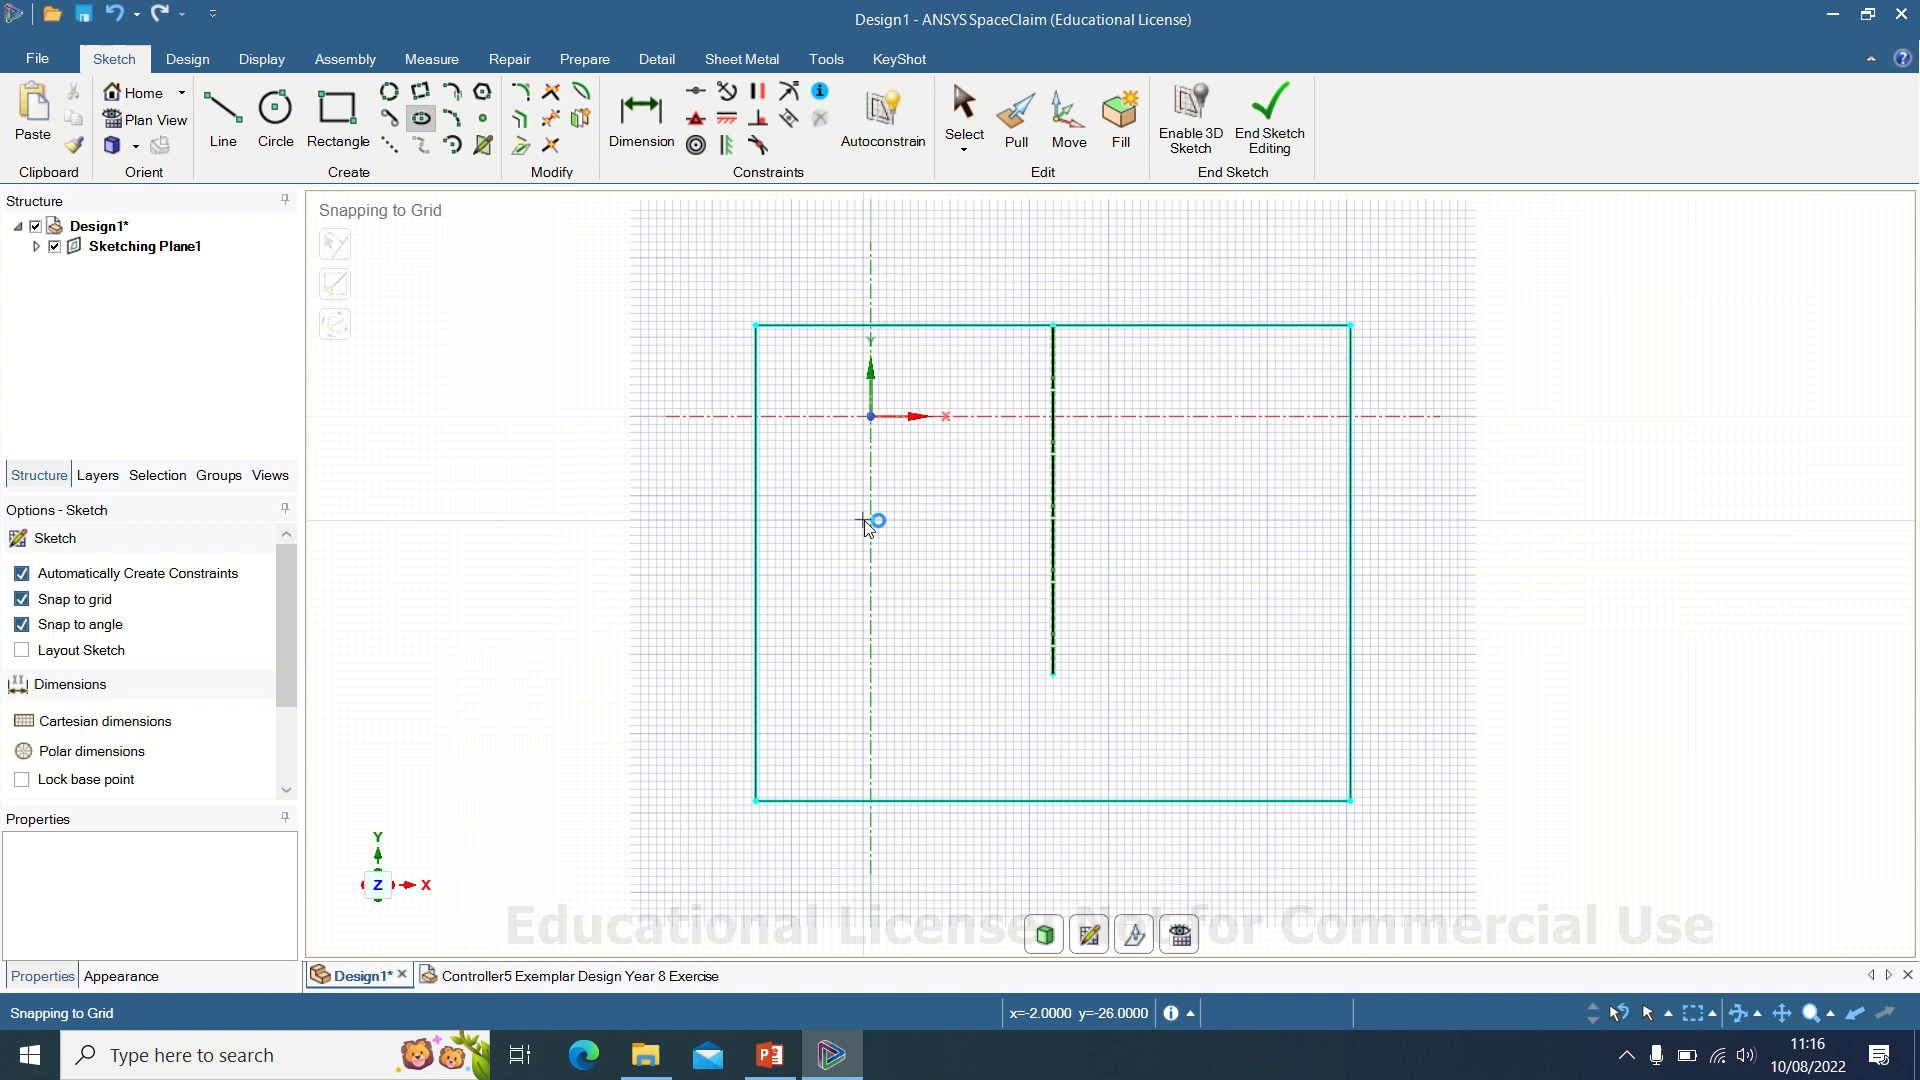 Design1 - ANSYS SpaceClaim (Educational License)
File Sketch Design Display Assembly Measure Repair Prepare Detail Sheet Metal Tools KeyShot
Paste Home Plan View Line Circle Rectangle Dimension Autoconstrain Select Pull Move Fill Enable 3D Sketch End Sketch Editing
Clipboard Orient Create Modify Constraints Edit End Sketch
Structure
Design1*
Sketching Plane1
Structure Layers Selection Groups Views
Options - Sketch
Sketch
Automatically Create Constraints
Snap to grid
Snap to angle
Layout Sketch
Dimensions
Cartesian dimensions
Polar dimensions
Lock base point
Properties
Properties Appearance
Snapping to Grid
Y
X
Y
Z X
Educational License. Not for Commercial Use
Design1* Controller5 Exemplar Design Year 8 Exercise
Snapping to Grid x=-2.0000 y=-26.0000
Type here to search
11:16
10/08/2022